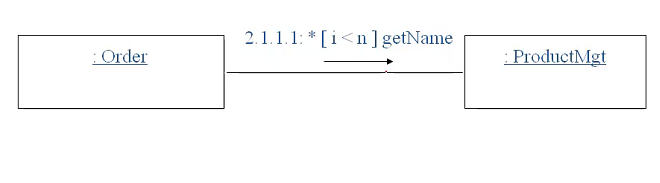 2.1.1.1: * [ i < n ] getName
: Order
: ProductMgt